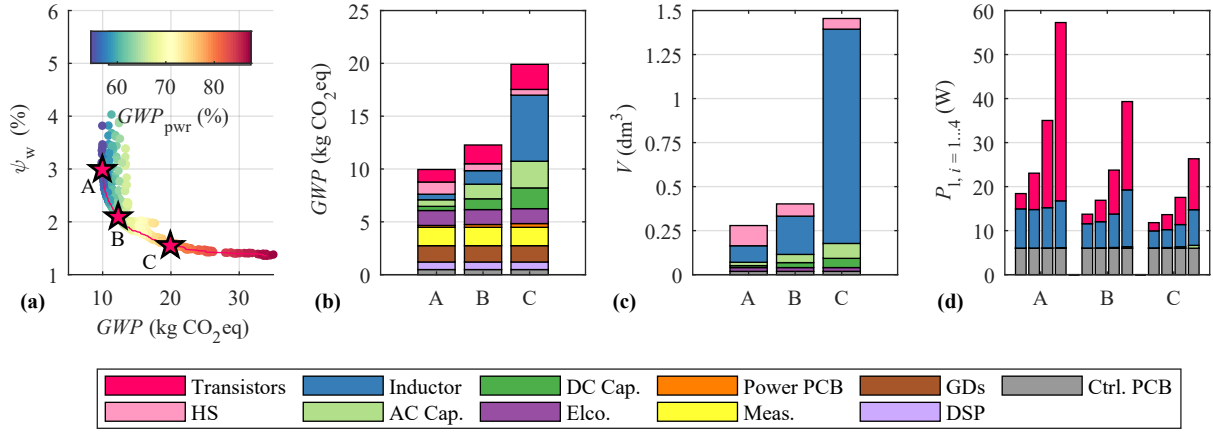 6
5
4
3
2
1
ψw (%)
60 70 80
GWPpwr (%)
A
B
C
10 20 30
GWP (kg CO2eq)
(a)
25
20
15
10
5
0
GWP (kg CO2eq)
A B C
(b)
1.5
1.25
1
0.75
0.5
0.25
0
V (dm3)
A B C
(c)
60
50
40
30
20
10
0
Pl, i = 1...4 (W)
A B C
(d)
Transistors Inductor DC Cap. Power PCB GDs Ctrl. PCB
HS AC Cap. Elco. Meas. DSP